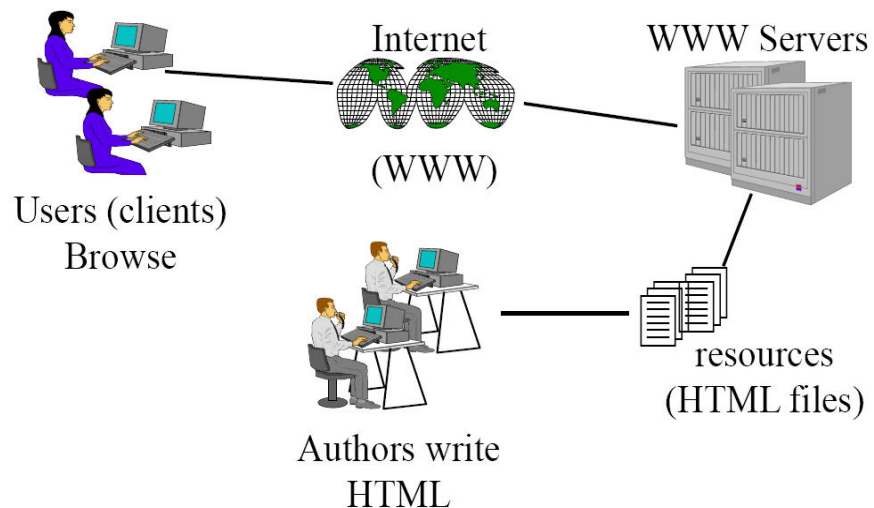 Internet
WWW Servers
(WWW)
Users (clients)
Browse
resources
(HTML files)
Authors write
HTML